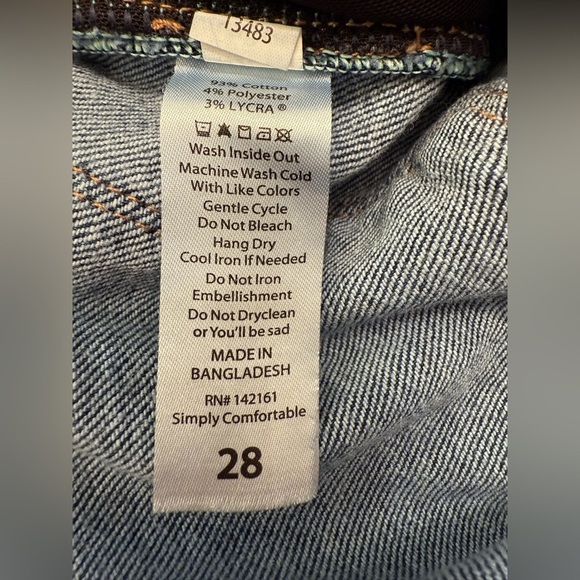 13483
93% Cotton
4% Polyester
3% LYCRA ®
Wash Inside Out
Machine Wash Cold
With Like Colors
Gentle Cycle
Do Not Bleach
Hang Dry
Cool Iron If Needed
Do Not Iron
Embellishment
Do Not Dryclean
or You'll be sad
MADE IN
BANGLADESH
RN# 142161
Simply Comfortable
28